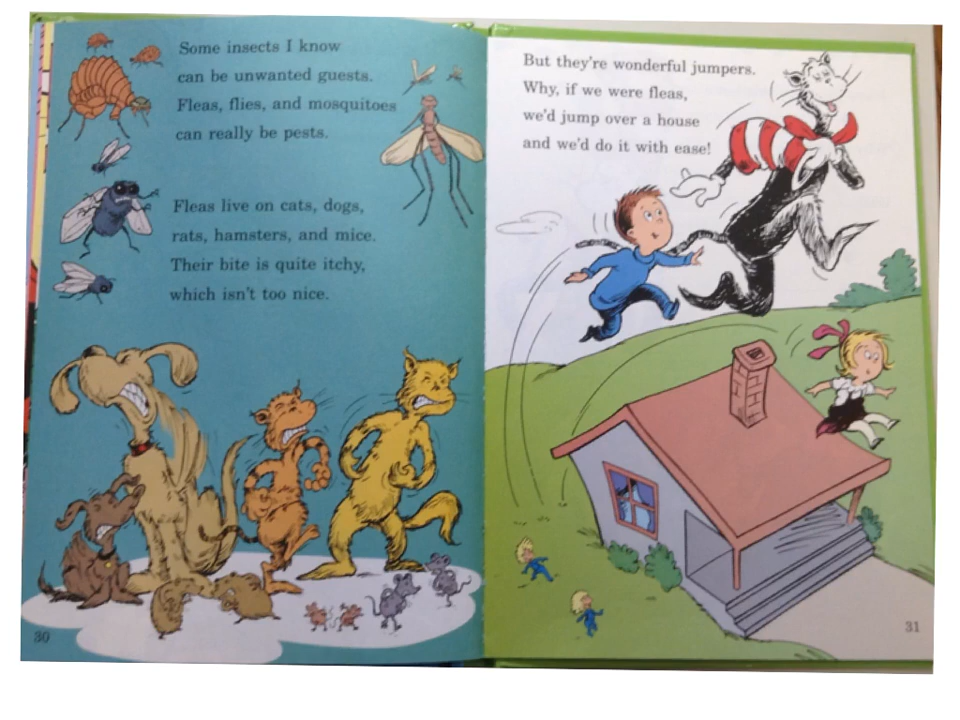 Some insects I know
can be unwanted guests.
Fleas, flies, and mosquitoes
can really be pests.
Fleas live on cats, dogs,
rats, hamsters, and mice.
Their bite is quite itchy,
which isn't too nice.
30
But they're wonderful jumpers.
Why, if we were fleas,
we'd jump over a house
and we'd do it with ease!
31